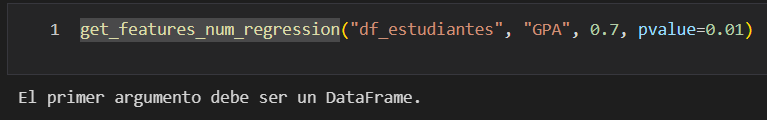 1 get_features_num_regression("df_estudiantes", "GPA", 0.7, pvalue=0.01)
El primer argumento debe ser un DataFrame.